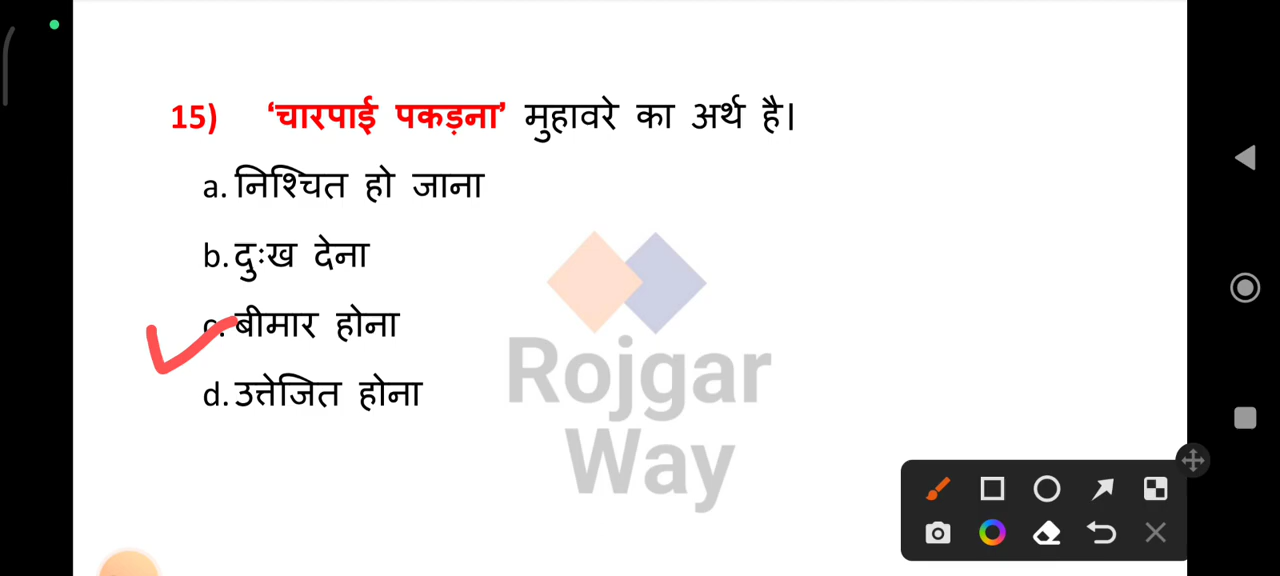 15) ‘चारपाई पकड़ना’ मुहावरे का अर्थ है।
a. निश्चित हो जाना
b. दुःख देना
c. बीमार होना
d. उत्तेजित होना
Rojgar
Way